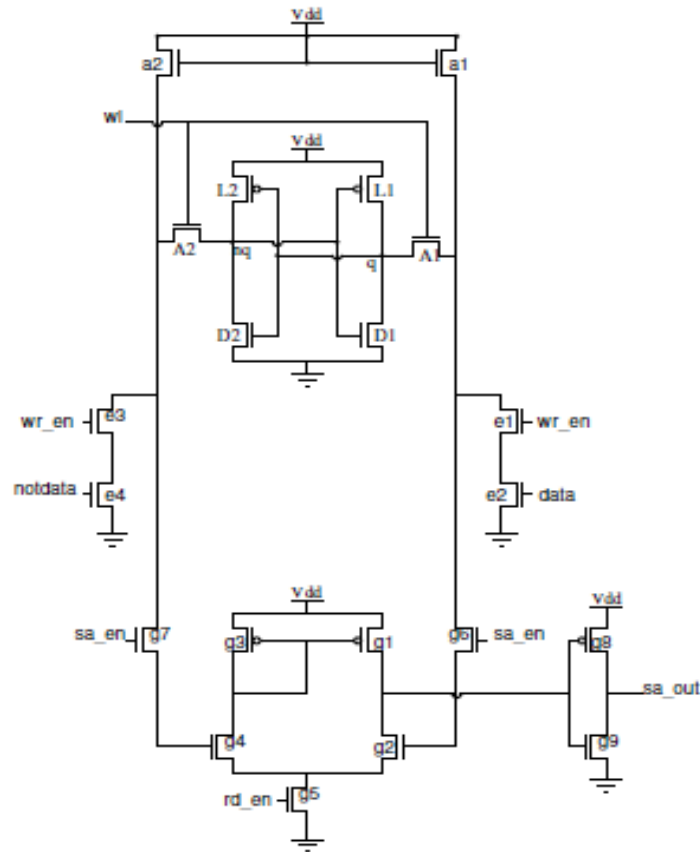 Vdd
a2
a1
wl
Vdd
L2
L1
A2
nq
q
A1
D2
D1
wr_en
e3
e1
wr_en
notdata
e4
e2
data
Vdd
Vdd
sa_en
g7
g3
g1
g6
sa_en
g8
sa_out
g4
g2
g9
rd_en
g5